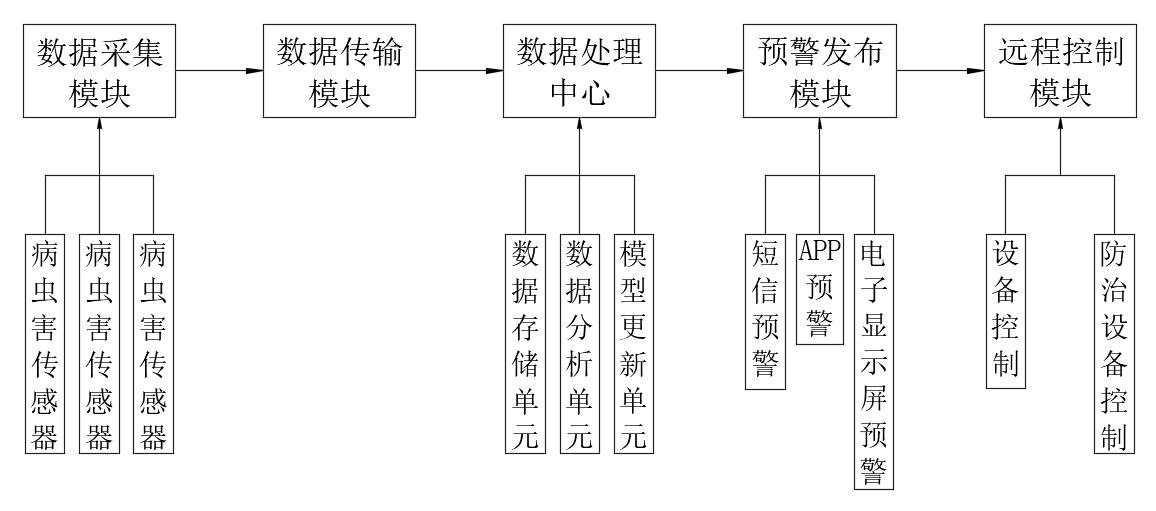 数据采集
模块
数据传输
模块
数据处理
中心
预警发布
模块
远程控制
模块
病虫害传感器
病虫害传感器
病虫害传感器
数据存储单元
数据分析单元
模型更新单元
短信预警
APP
预警
电子显示屏预警
设备控制
防治设备控制